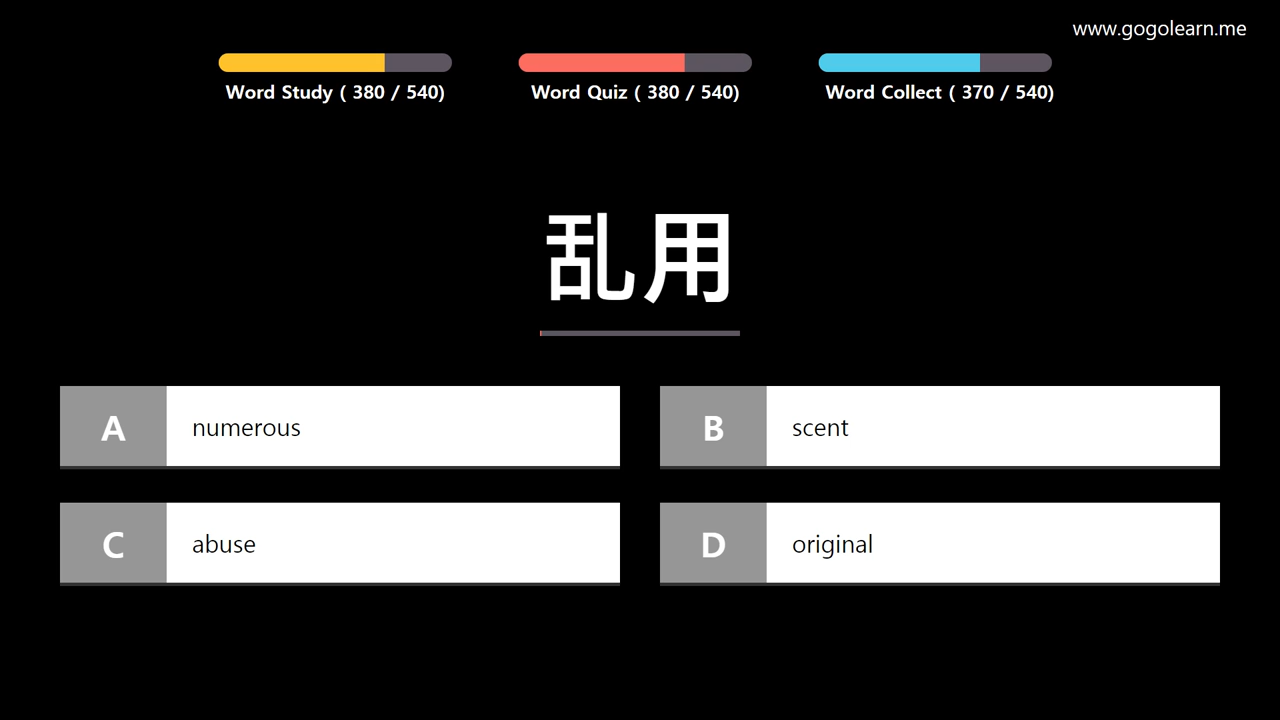 www.gogolearn.me
Word Study ( 380 / 540)
Word Quiz ( 380 / 540)
Word Collect ( 370 / 540)
乱用
A numerous
B scent
C abuse
D original